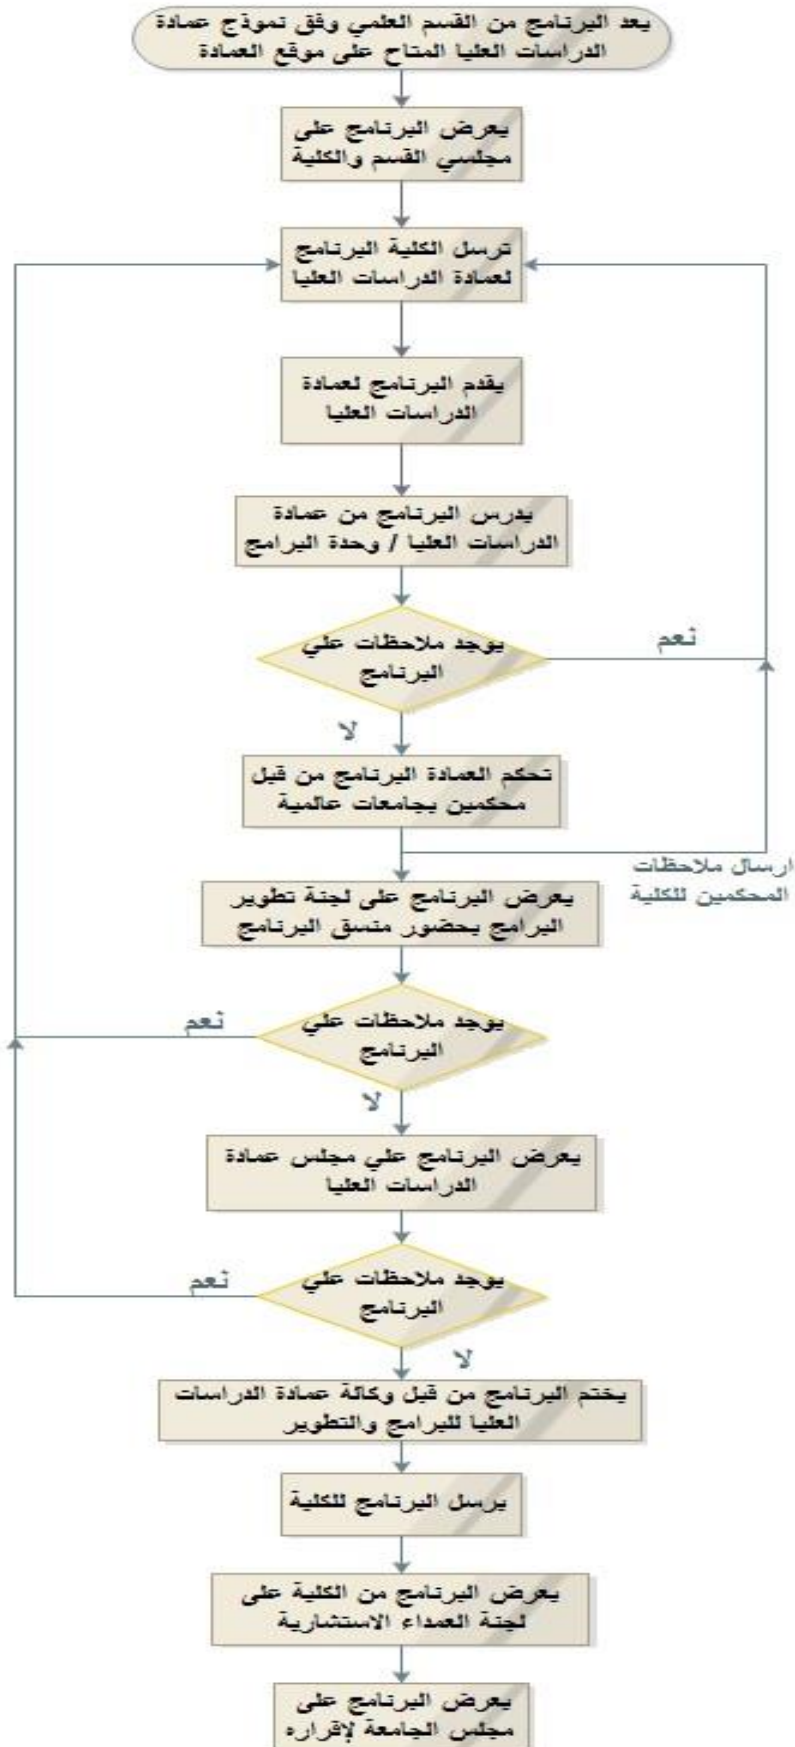 يعد البرنامج من القسم العلمي وفق نموذج عمادة
الدراسات العليا المتاح على موقع العمادة
يعرض البرنامج على
مجلسي القسم والكلية
ترسل الكلية البرنامج
لعمادة الدراسات العليا
يقدم البرنامج لعمادة
الدراسات العليا
يدرس البرنامج من عمادة
الدراسات العليا / وحدة البرامج
يوجد ملاحظات علي
البرنامج
نعم
لا
تحكم العمادة البرنامج من قبل
محكمين بجامعات عالمية
ارسال ملاحظات
المحكمين للكلية
يعرض البرنامج على لجنة تطوير
البرامج بحضور منسق البرنامج
يوجد ملاحظات علي
البرنامج
نعم
لا
يعرض البرنامج علي مجلس عمادة
الدراسات العليا
يوجد ملاحظات علي
البرنامج
نعم
لا
يختم البرنامج من قبل وكالة عمادة الدراسات
العليا للبرامج والتطوير
يرسل البرنامج للكلية
يعرض البرنامج من الكلية على
لجنة العمداء الاستشارية
يعرض البرنامج على
مجلس الجامعة لإقراره